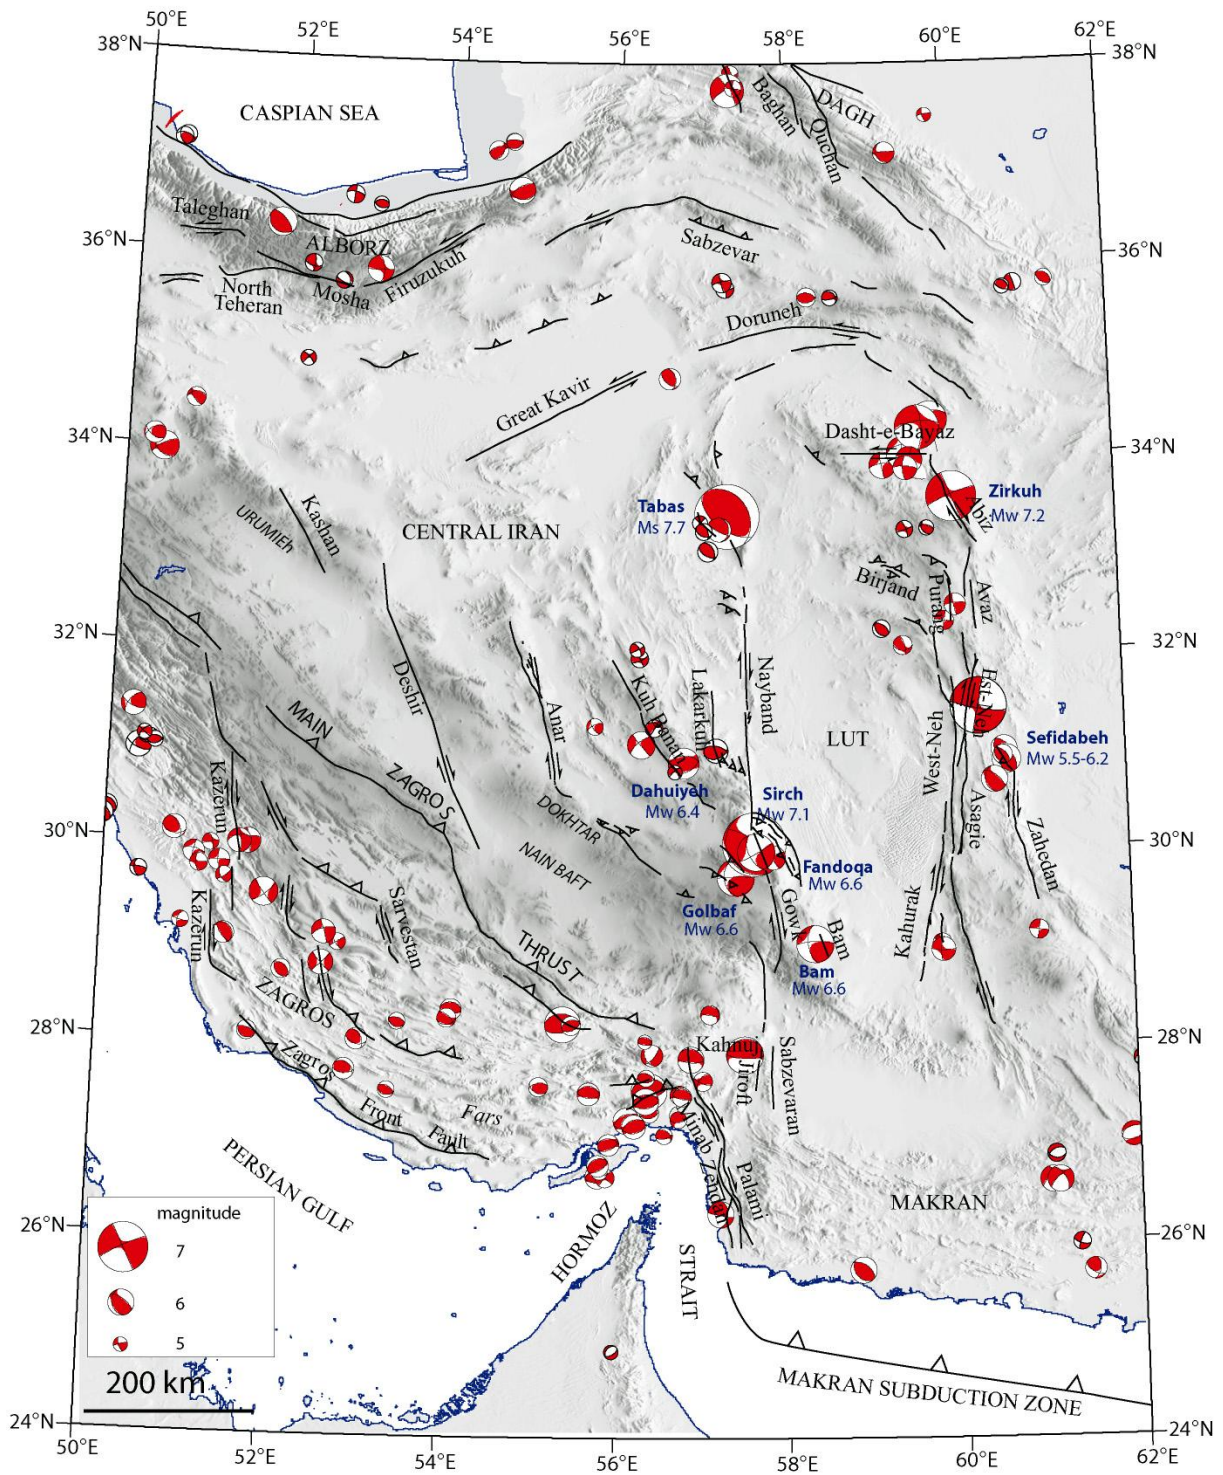 50°E
52°E
54°E
56°E
58°E
60°E
62°E
38°N
38°N
CASPIAN SEA
Baghan
Quchan
DAGH
Taleghan
ALBORZ
36°N
36°N
Sabzevar
North
Teheran
Mosha
Firuzukuh
Doruneh
Great Kavir
34°N
34°N
Dasht-e-Bayaz
Tabas
Ms 7.7
Zirkuh
Mw 7.2
Abiz
Kashan
URUMIEh
CENTRAL IRAN
Birjand
Purang
Avaz
32°N
32°N
Deshir
Anar
Kuh Banan
Lakarkuh
Nayband
LUT
West-Neh
Est-Neh
Sefidabeh
Mw 5.5-6.2
MAIN
ZAGROS
Kazerun
Dahuiyeh
Mw 6.4
Sirch
Mw 7.1
DOKHTAR
NAIN BAFT
Asagie
Zahedan
30°N
30°N
Fandoqa
Mw 6.6
Golbaf
Mw 6.6
Gowk
Bam
Kahurak
Kazerun
Sarvestan
THRUST
Bam
Mw 6.6
ZAGROS
28°N
28°N
Kahnuj
Jiroft
Sabzevaran
Zagros
Front
Fault
Fars
Minab Zendan
Palami
PERSIAN GULF
MAKRAN
HORMOZ
STRAIT
26°N
26°N
magnitude
7
6
5
200 km
MAKRAN SUBDUCTION ZONE
24°N
24°N
50°E
52°E
54°E
56°E
58°E
60°E
62°E